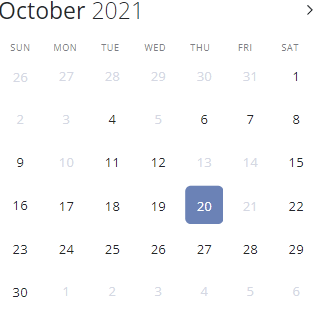 October 2021
SUN MON TUE WED THU FRI SAT
26 27 28 29 30 31 1
2 3 4 5 6 7 8
9 10 11 12 13 14 15
16 17 18 19 20 21 22
23 24 25 26 27 28 29
30 1 2 3 4 5 6